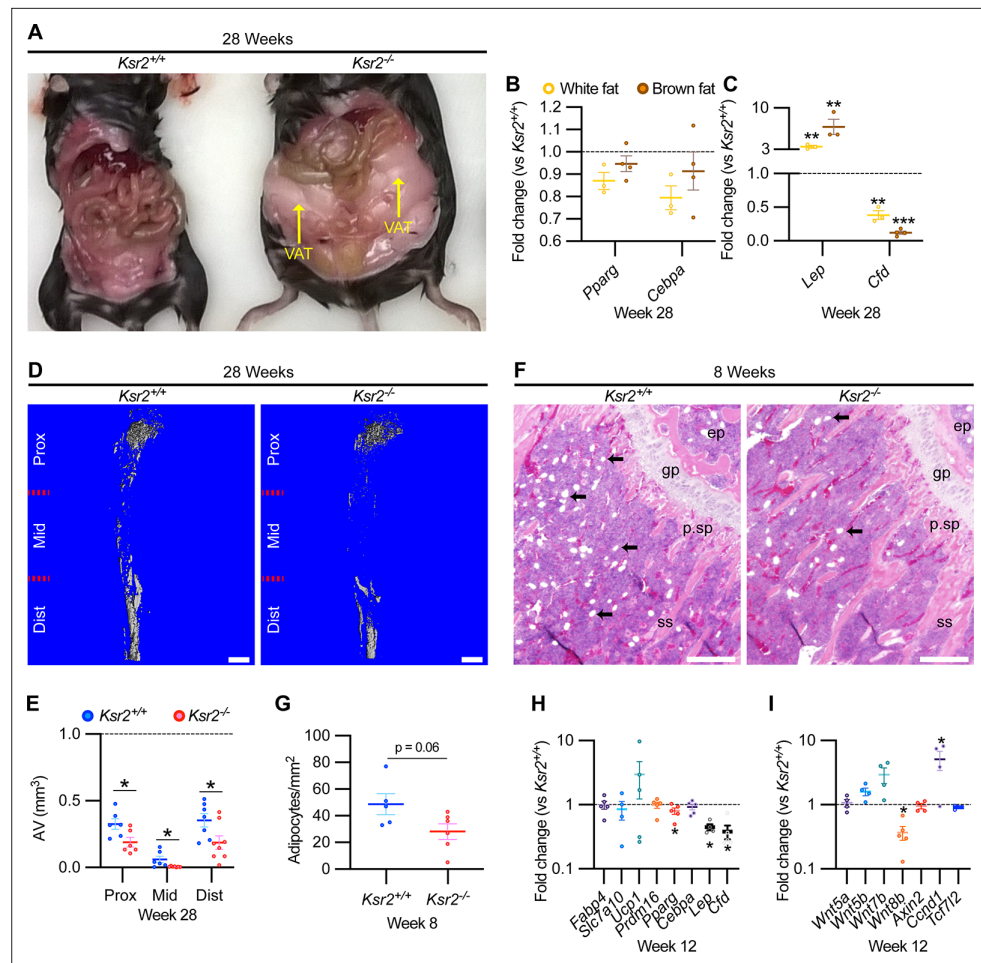 A
28 Weeks
Ksr2+/+
Ksr2-/-
VAT
VAT
B
White fat
Brown fat
Fold change (vs Ksr2+/+)
1.2
1.1
1.0
0.9
0.8
0.7
0.6
Pparg
Cebpa
Week 28
C
Fold change (vs Ksr2+/+)
10
3
1.0
0.5
0.0
**
**
**
***
Lep
Cfd
Week 28
D
28 Weeks
Ksr2+/+
Ksr2-/-
Prox
Mid
Dist
Prox
Mid
Dist
F
8 Weeks
Ksr2+/+
Ksr2-/-
ep
gp
p.sp
ss
ep
gp
p.sp
ss
E
Ksr2+/+
Ksr2-/-
AV (mm3)
1.0
0.5
0.0
*
*
*
Prox
Mid
Dist
Week 28
G
Adipocytes/mm2
100
80
60
40
20
0
p = 0.06
Ksr2+/+
Ksr2-/-
Week 8
H
Fold change (vs Ksr2+/+)
10
1
0.1
*
*
*
Fabp4
Slc7a10
Ucp1
Prdm16
Pparg
Cebpa
Lep
Cfd
Week 12
I
Fold change (vs Ksr2+/+)
10
1
0.1
*
*
Wnt5a
Wnt5b
Wnt7b
Wnt8b
Axin2
Ccnd1
Tcf7l2
Week 12